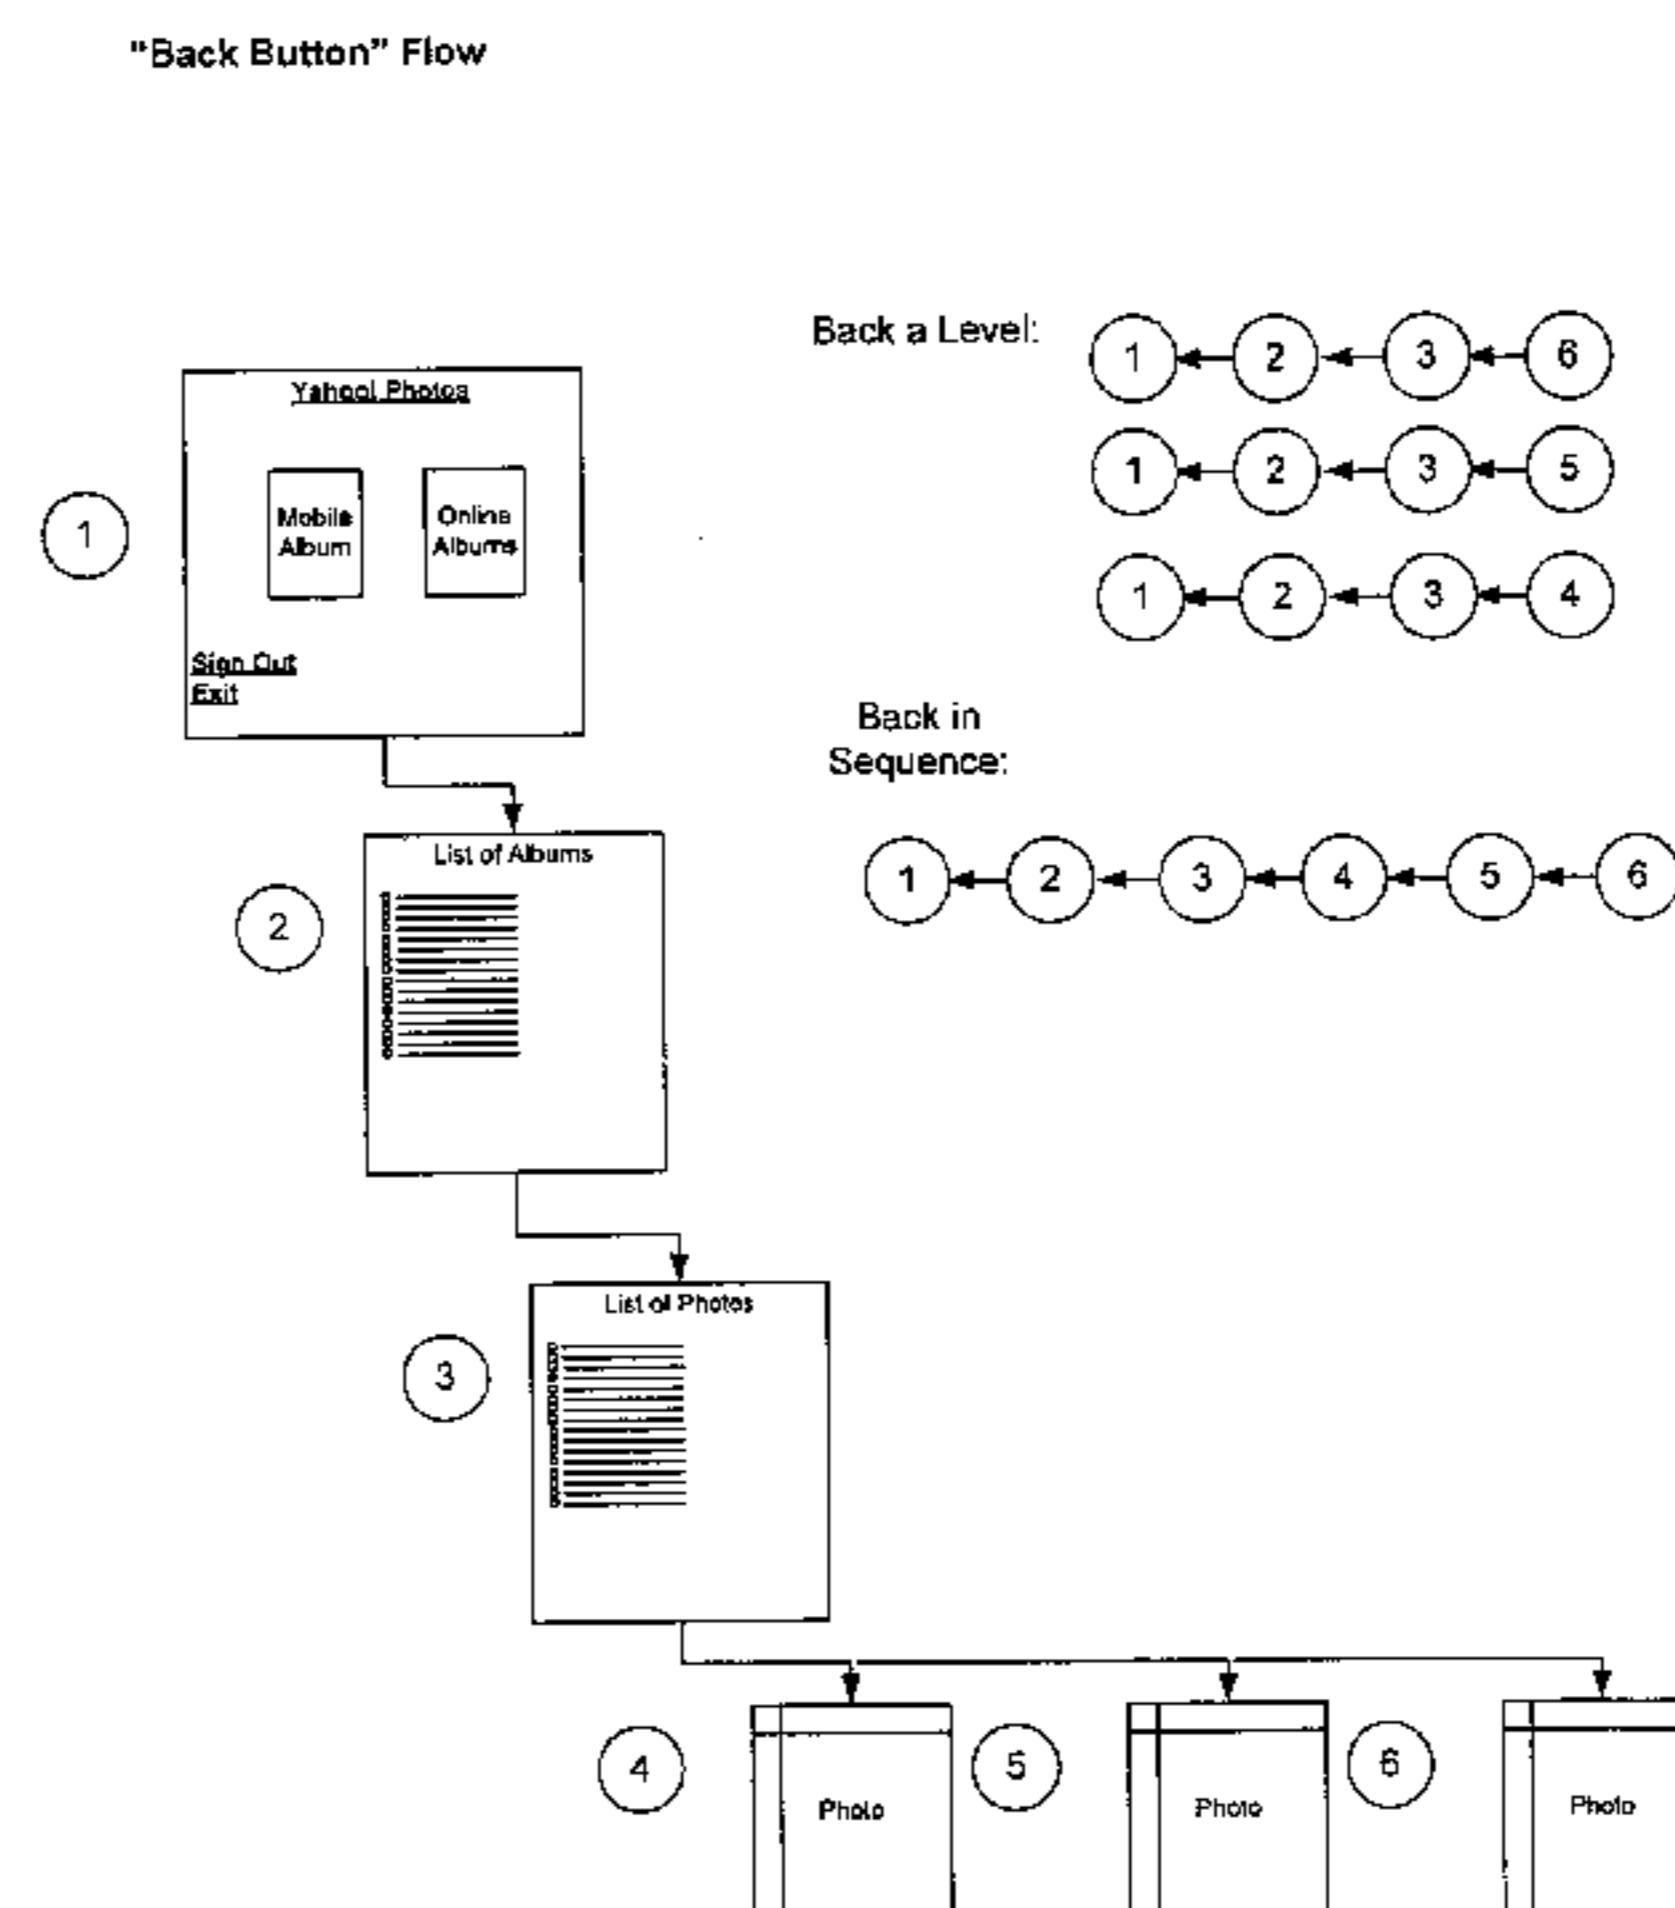 "Back Button" Flow
Back a Level:
1 2 3 6
1 2 3 5
1 2 3 4
Yahoo! Photos
Mobile
Album
Online
Albums
1
Sign Out
Exit
Back in
Sequence:
1 2 3 4 5 6
List of Albums
2
List of Photos
3
4
Photo
5
Photo
6
Photo